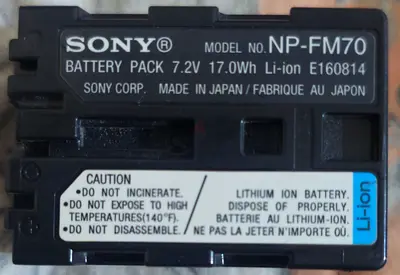 SONY® MODEL NO. NP-FM70
BATTERY PACK 7.2V 17.0Wh Li-ion E160814
SONY CORP. MADE IN JAPAN / FABRIQUÉ AU JAPON
CAUTION
•DO NOT INCINERATE.
•DO NOT EXPOSE TO HIGH
TEMPERATURES(140°F).
•DO NOT DISASSEMBLE.
LITHIUM ION BATTERY.
DISPOSE OF PROPERLY.
BATTERIE AU LITHIUM-ION.
NE PAS LA JETER N'IMPORTE OÙ.
Li-ion